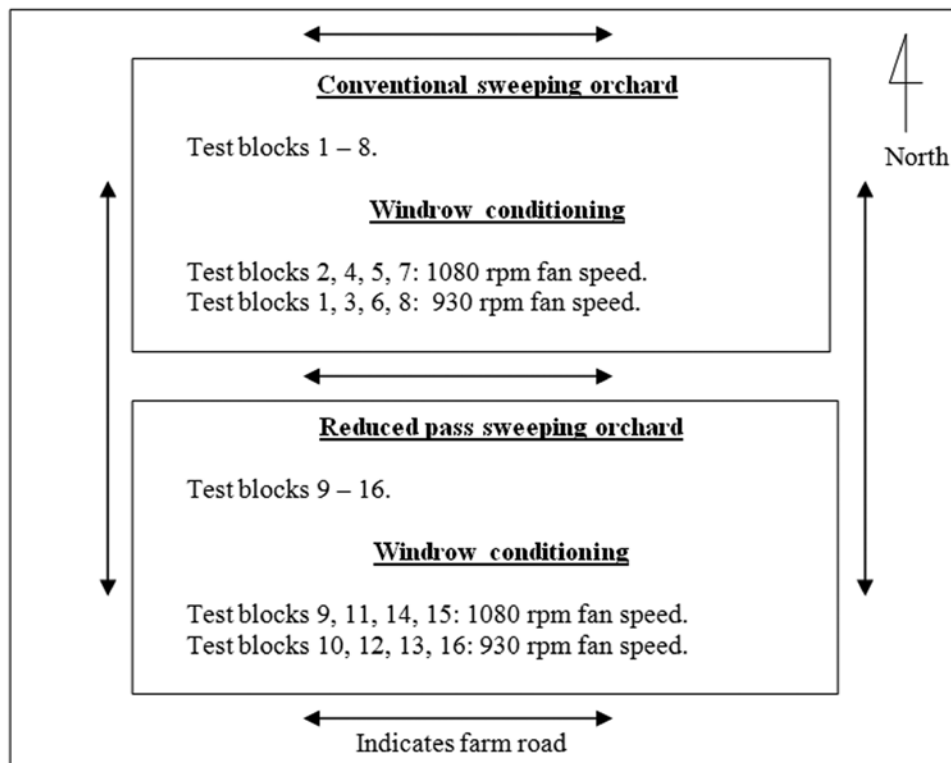 Conventional sweeping orchard
North
Test blocks 1 – 8.
Windrow conditioning
Test blocks 2, 4, 5, 7: 1080 rpm fan speed.
Test blocks 1, 3, 6, 8: 930 rpm fan speed.
Reduced pass sweeping orchard
Test blocks 9 – 16.
Windrow conditioning
Test blocks 9, 11, 14, 15: 1080 rpm fan speed.
Test blocks 10, 12, 13, 16: 930 rpm fan speed.
Indicates farm road